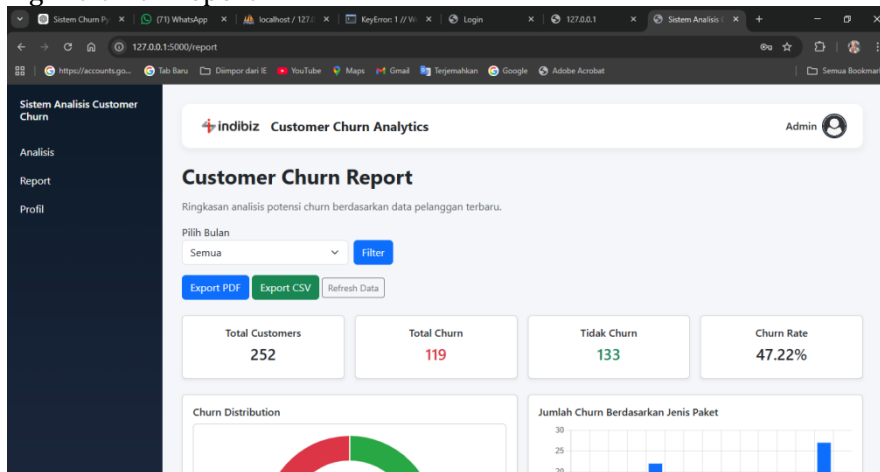 Sistem Churn Py
(71) WhatsApp
localhost / 127.
KeyError: 1 // W
Login
127.0.0.1
Sistem Analisis C
127.0.0.1:5000/report
https://accounts.go...
Tab Baru
Diimpor dari IE
YouTube
Maps
Gmail
Terjemahkan
Google
Adobe Acrobat
Semua Bookmar
Sistem Analisis Customer
Churn
Analisis
Report
Profil
indibiz Customer Churn Analytics
Admin
Customer Churn Report
Ringkasan analisis potensi churn berdasarkan data pelanggan terbaru.
Pilih Bulan
Semua
Filter
Export PDF
Export CSV
Refresh Data
Total Customers
252
Total Churn
119
Tidak Churn
133
Churn Rate
47.22%
Churn Distribution
Jumlah Churn Berdasarkan Jenis Paket
30
25
20